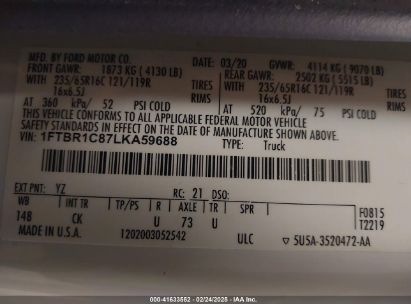 MFD. BY FORD MOTOR CO.
DATE: 03/20 GVWR: 4114 KG ( 9070 LB)
FRONT GAWR: 1873 KG ( 4130 LB) REAR GAWR: 2502 KG ( 5515 LB)
WITH 235/65R16C 121/119R TIRES WITH 235/65R16C 121/119R TIRES
16x6.5J RIMS 16x6.5J RIMS
AT 360 kPa/ 52 PSI COLD AT 520 kPa/ 75 PSI COLD
THIS VEHICLE CONFORMS TO ALL APPLICABLE FEDERAL MOTOR VEHICLE
SAFETY STANDARDS IN EFFECT ON THE DATE OF MANUFACTURE SHOWN ABOVE.
VIN: 1FTBR1C87LKA59688
TYPE: Truck
EXT PNT: YZ RC: 21 DSO:
WB INT TR TP/PS R AXLE TR SPR F0815
148 CK U 73 U T2219
MADE IN U.S.A. 1202003052542 ULC 5U5A-3520472-AA
000-41633562 - 02/24/2025 - IAA, Inc.